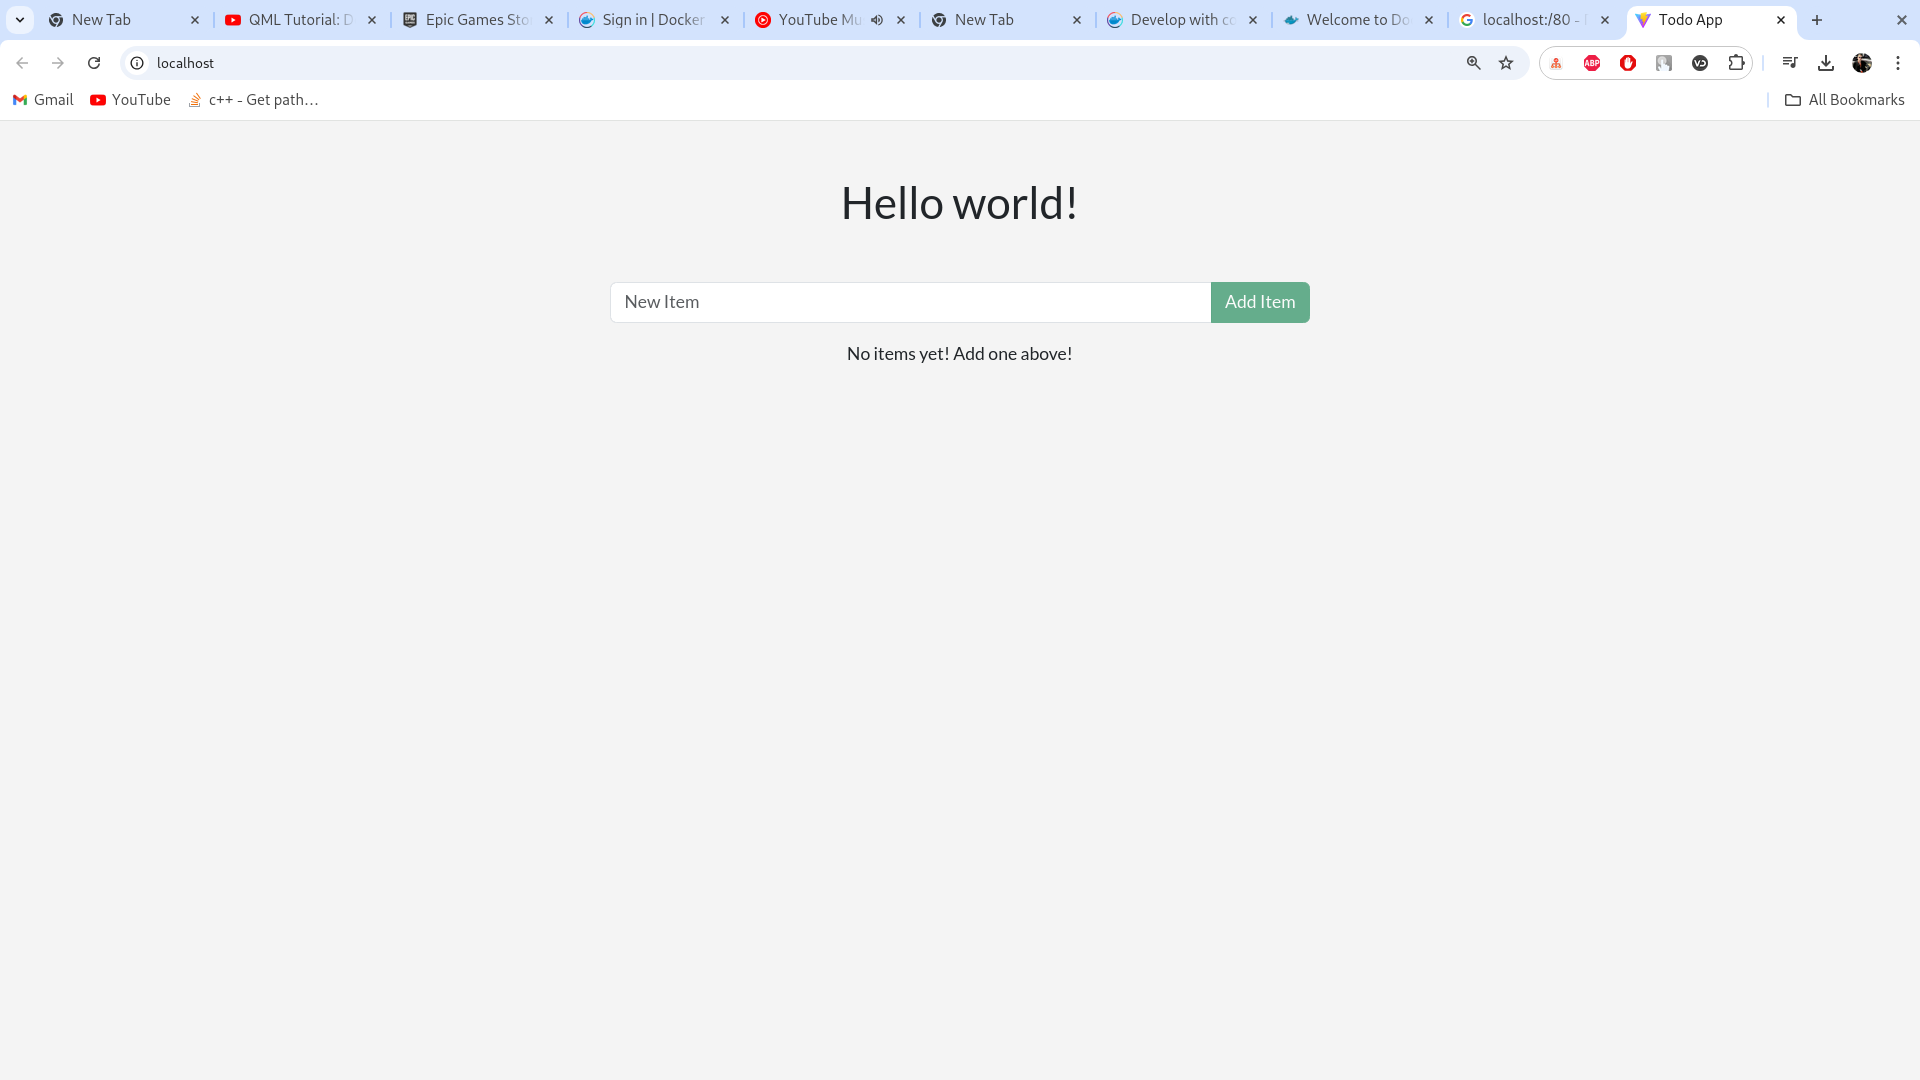 New Tab
QML Tutorial: D
Epic Games Sto
Sign in | Docker
YouTube Mu
New Tab
Develop with co
Welcome to Do
localhost:/80 -
Todo App
localhost
ABP
Gmail
YouTube
c++ - Get path…
All Bookmarks
Hello world!
New Item
Add Item
No items yet! Add one above!